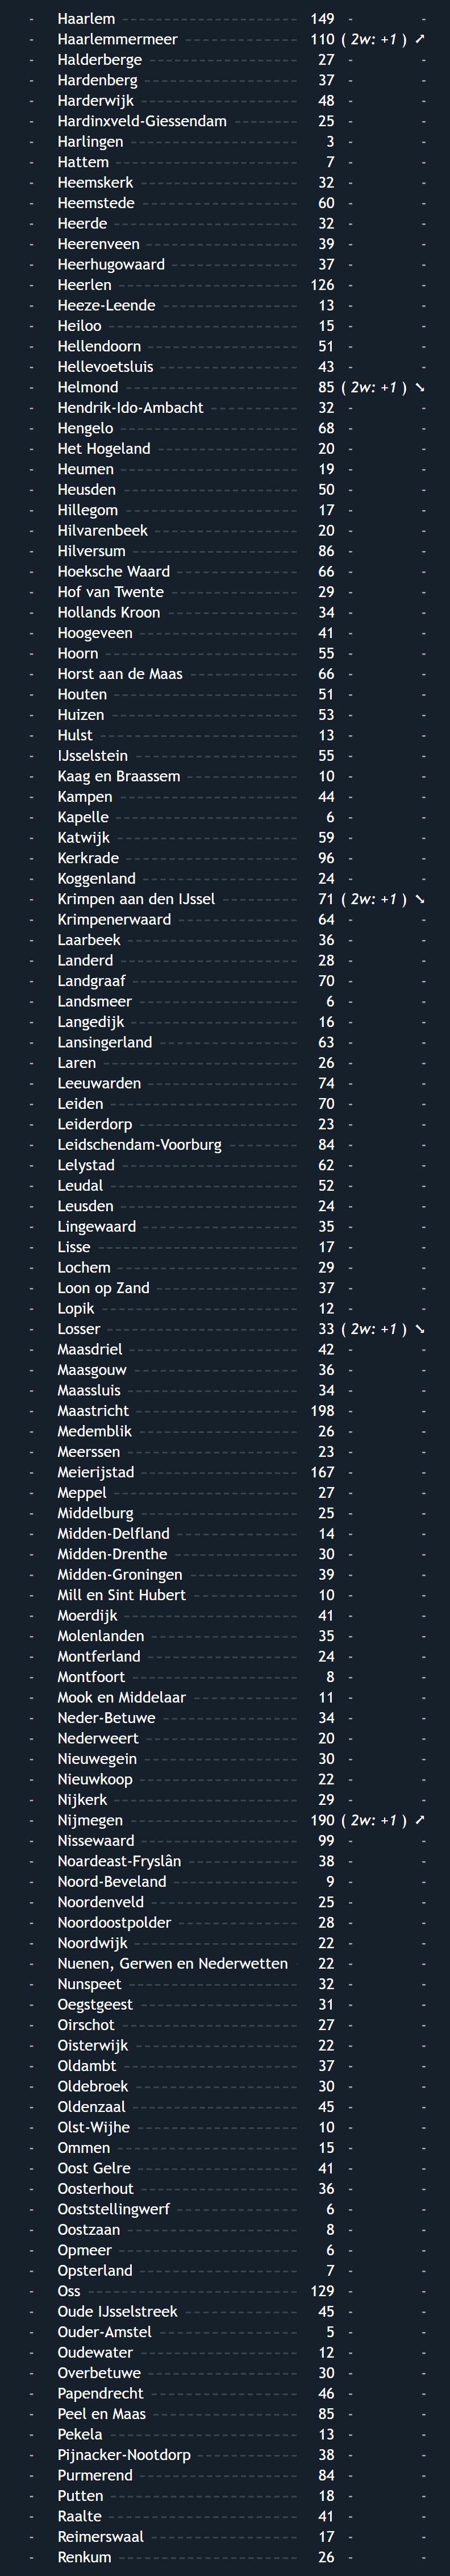 - Haarlem 149 - -
- Haarlemmermeer 110 ( 2w: +1 ) ➚
- Halderberge 27 - -
- Hardenberg 37 - -
- Harderwijk 48 - -
- Hardinxveld-Giessendam 25 - -
- Harlingen 3 - -
- Hattem 7 - -
- Heemskerk 32 - -
- Heemstede 60 - -
- Heerde 32 - -
- Heerenveen 39 - -
- Heerhugowaard 37 - -
- Heerlen 126 - -
- Heeze-Leende 13 - -
- Heiloo 15 - -
- Hellendoorn 51 - -
- Hellevoetsluis 43 - -
- Helmond 85 ( 2w: +1 ) ➘
- Hendrik-Ido-Ambacht 32 - -
- Hengelo 68 - -
- Het Hogeland 20 - -
- Heumen 19 - -
- Heusden 50 - -
- Hillegom 17 - -
- Hilvarenbeek 20 - -
- Hilversum 86 - -
- Hoeksche Waard 66 - -
- Hof van Twente 29 - -
- Hollands Kroon 34 - -
- Hoogeveen 41 - -
- Hoorn 55 - -
- Horst aan de Maas 66 - -
- Houten 51 - -
- Huizen 53 - -
- Hulst 13 - -
- IJsselstein 55 - -
- Kaag en Braassem 10 - -
- Kampen 44 - -
- Kapelle 6 - -
- Katwijk 59 - -
- Kerkrade 96 - -
- Koggenland 24 - -
- Krimpen aan den IJssel 71 ( 2w: +1 ) ➘
- Krimpenerwaard 64 - -
- Laarbeek 36 - -
- Landerd 28 - -
- Landgraaf 70 - -
- Landsmeer 6 - -
- Langedijk 16 - -
- Lansingerland 63 - -
- Laren 26 - -
- Leeuwarden 74 - -
- Leiden 70 - -
- Leiderdorp 23 - -
- Leidschendam-Voorburg 84 - -
- Lelystad 62 - -
- Leudal 52 - -
- Leusden 24 - -
- Lingewaard 35 - -
- Lisse 17 - -
- Lochem 29 - -
- Loon op Zand 37 - -
- Lopik 12 - -
- Losser 33 ( 2w: +1 ) ➘
- Maasdriel 42 - -
- Maasgouw 36 - -
- Maassluis 34 - -
- Maastricht 198 - -
- Medemblik 26 - -
- Meerssen 23 - -
- Meierijstad 167 - -
- Meppel 27 - -
- Middelburg 25 - -
- Midden-Delfland 14 - -
- Midden-Drenthe 30 - -
- Midden-Groningen 39 - -
- Mill en Sint Hubert 10 - -
- Moerdijk 41 - -
- Molenlanden 35 - -
- Montferland 24 - -
- Montfoort 8 - -
- Mook en Middelaar 11 - -
- Neder-Betuwe 34 - -
- Nederweert 20 - -
- Nieuwegein 30 - -
- Nieuwkoop 22 - -
- Nijkerk 29 - -
- Nijmegen 190 ( 2w: +1 ) ➚
- Nissewaard 99 - -
- Noardeast-Fryslân 38 - -
- Noord-Beveland 9 - -
- Noordenveld 25 - -
- Noordoostpolder 28 - -
- Noordwijk 22 - -
- Nuenen, Gerwen en Nederwetten 22 - -
- Nunspeet 32 - -
- Oegstgeest 31 - -
- Oirschot 27 - -
- Oisterwijk 22 - -
- Oldambt 37 - -
- Oldebroek 30 - -
- Oldenzaal 45 - -
- Olst-Wijhe 10 - -
- Ommen 15 - -
- Oost Gelre 41 - -
- Oosterhout 36 - -
- Ooststellingwerf 6 - -
- Oostzaan 8 - -
- Opmeer 6 - -
- Opsterland 7 - -
- Oss 129 - -
- Oude IJsselstreek 45 - -
- Ouder-Amstel 5 - -
- Oudewater 12 - -
- Overbetuwe 30 - -
- Papendrecht 46 - -
- Peel en Maas 85 - -
- Pekela 13 - -
- Pijnacker-Nootdorp 38 - -
- Purmerend 84 - -
- Putten 18 - -
- Raalte 41 - -
- Reimerswaal 17 - -
- Renkum 26 - -